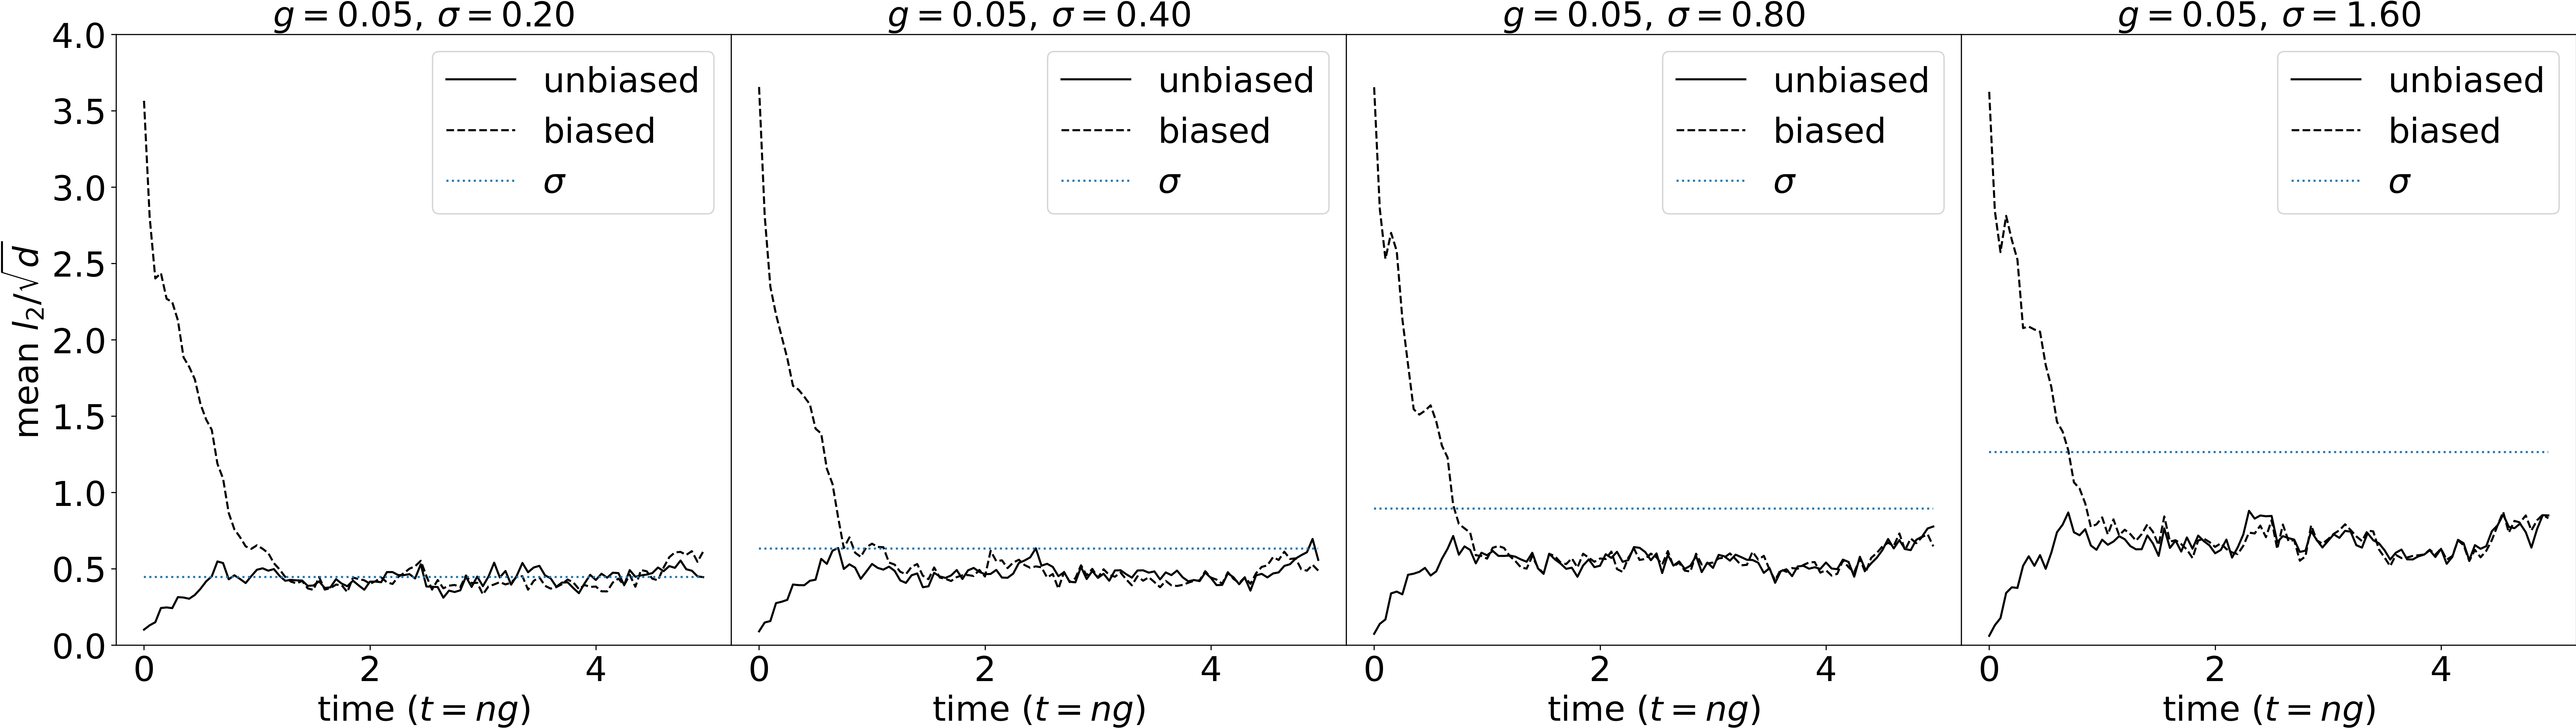 g = 0.05, σ = 0.20
g = 0.05, σ = 0.40
g = 0.05, σ = 0.80
g = 0.05, σ = 1.60
mean l₂/√d
4.0
3.5
3.0
2.5
2.0
1.5
1.0
0.5
0.0
unbiased
biased
σ
unbiased
biased
σ
unbiased
biased
σ
unbiased
biased
σ
0 2 4
0 2 4
0 2 4
0 2 4
time (t = ng)
time (t = ng)
time (t = ng)
time (t = ng)